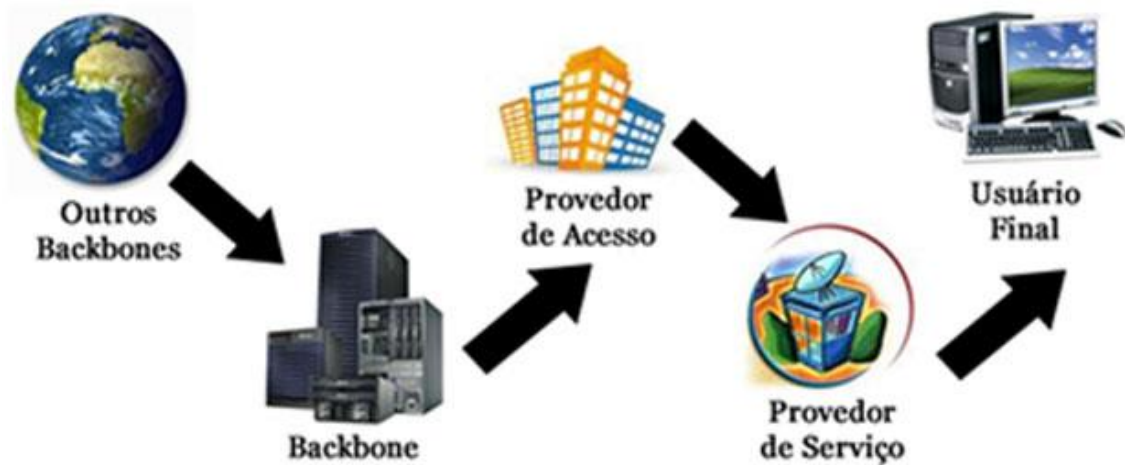 Outros
Backbones
Backbone
Provedor
de Acesso
Provedor
de Serviço
Usuário
Final